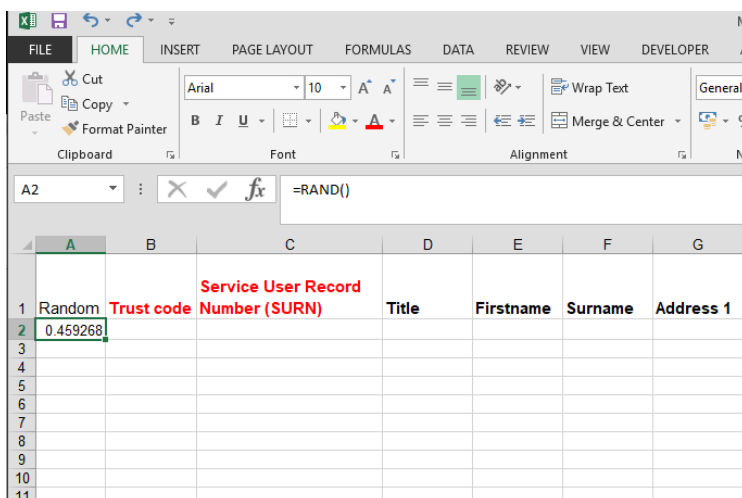 FILE HOME INSERT PAGE LAYOUT FORMULAS DATA REVIEW VIEW DEVELOPER
Cut
Copy
Format Painter
Paste
Arial 10 A A
B I U A
Wrap Text
Merge & Center
General
Clipboard Font Alignment
A2 fx =RAND()
A B C D E F G
1 Random Trust code Service User Record
Number (SURN) Title Firstname Surname Address 1
2 0.459268
3
4
5
6
7
8
9
10
11